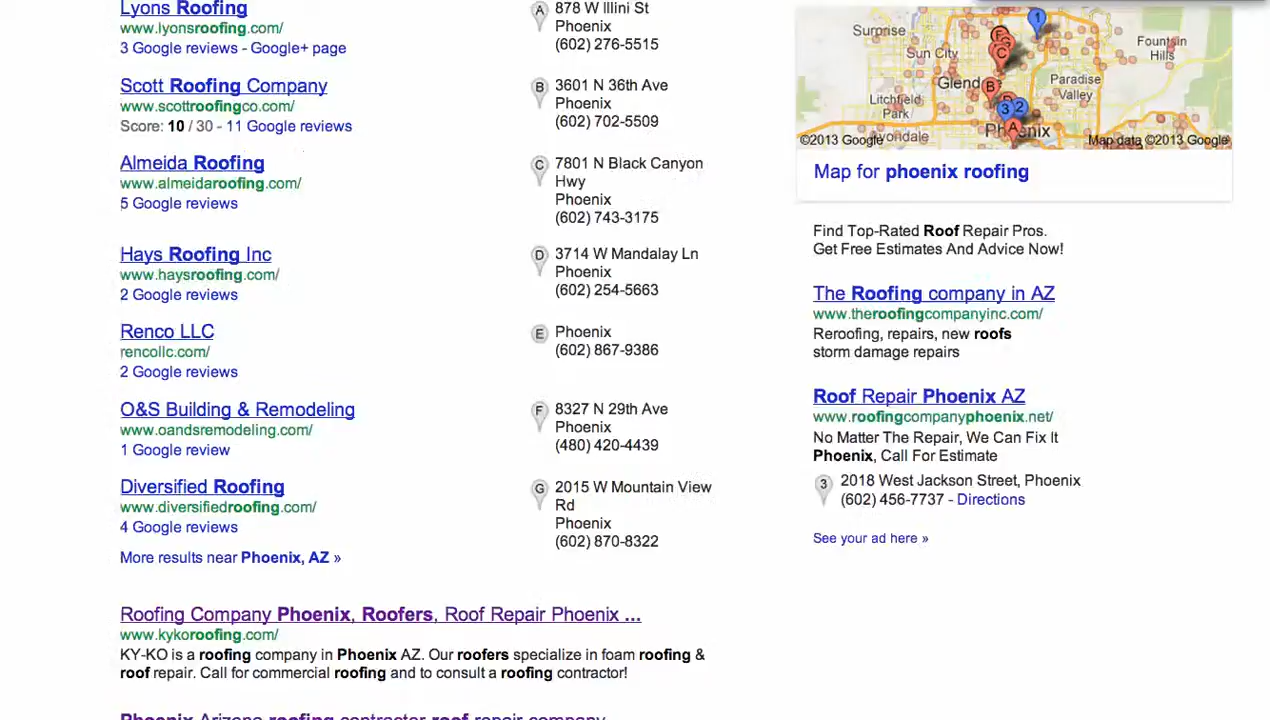 Lyons Roofing
www.lyonsroofing.com/
3 Google reviews - Google+ page
A
878 W Illini St
Phoenix
(602) 276-5515
Scott Roofing Company
www.scottroofingco.com/
Score: 10 / 30 - 11 Google reviews
B
3601 N 36th Ave
Phoenix
(602) 702-5509
Almeida Roofing
www.almeidaroofing.com/
5 Google reviews
C
7801 N Black Canyon
Hwy
Phoenix
(602) 743-3175
Hays Roofing Inc
www.haysroofing.com/
2 Google reviews
D
3714 W Mandalay Ln
Phoenix
(602) 254-5663
Renco LLC
rencollc.com/
2 Google reviews
E
Phoenix
(602) 867-9386
O&S Building & Remodeling
www.oandsremodeling.com/
1 Google review
F
8327 N 29th Ave
Phoenix
(480) 420-4439
Diversified Roofing
www.diversifiedroofing.com/
4 Google reviews
G
2015 W Mountain View
Rd
Phoenix
(602) 870-8322
More results near Phoenix, AZ »
Roofing Company Phoenix, Roofers, Roof Repair Phoenix ...
www.kykoroofing.com/
KY-KO is a roofing company in Phoenix AZ. Our roofers specialize in foam roofing &
roof repair. Call for commercial roofing and to consult a roofing contractor!
Phoenix Arizona roofing contractor roof repair company
Surprise
1
Sun City
Fountain
Hills
C
Glend
B
Paradise
Valley
Litchfield
Park
3 2
A
Avondale
©2013 Google
Map data ©2013 Google
Map for phoenix roofing
Find Top-Rated Roof Repair Pros.
Get Free Estimates And Advice Now!
The Roofing company in AZ
www.theroofingcompanyinc.com/
Reroofing, repairs, new roofs
storm damage repairs
Roof Repair Phoenix AZ
www.roofingcompanyphoenix.net/
No Matter The Repair, We Can Fix It
Phoenix, Call For Estimate
3
2018 West Jackson Street, Phoenix
(602) 456-7737 - Directions
See your ad here »